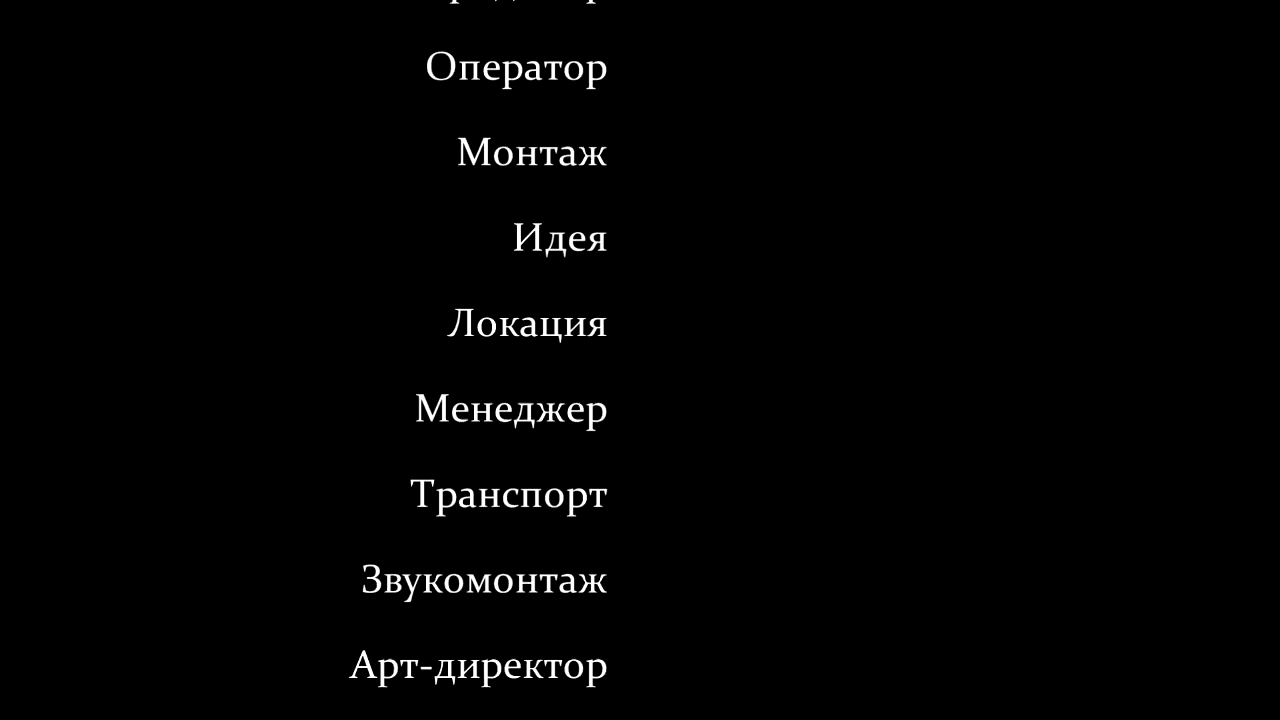 Оператор
Монтаж
Идея
Локация
Менеджер
Транспорт
Звукомонтаж
Арт-директор